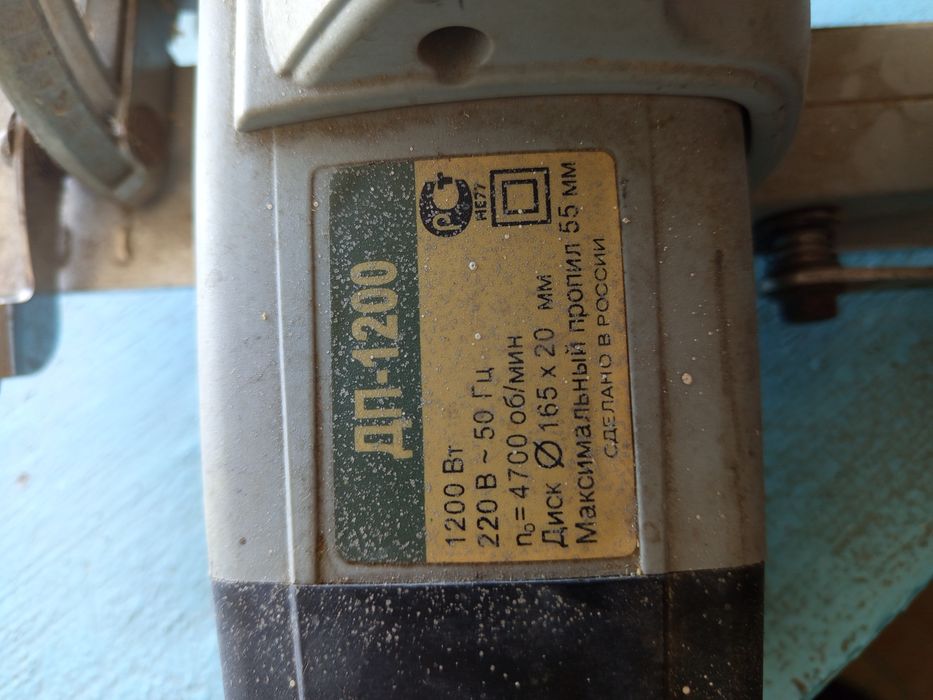 ДП-1200
РСТ
МЕ77
1200 Вт
220 В ~ 50 Гц
n₀ = 4700 об/мин
Диск Ø 165 x 20 мм
Максимальный пропил 55 мм
СДЕЛАНО В РОССИИ